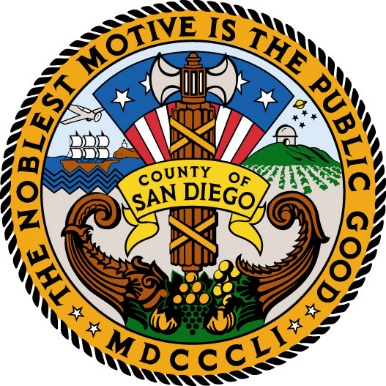 THE NOBLEST MOTIVE IS THE PUBLIC GOOD
COUNTY OF
SAN DIEGO
MDCCCLI